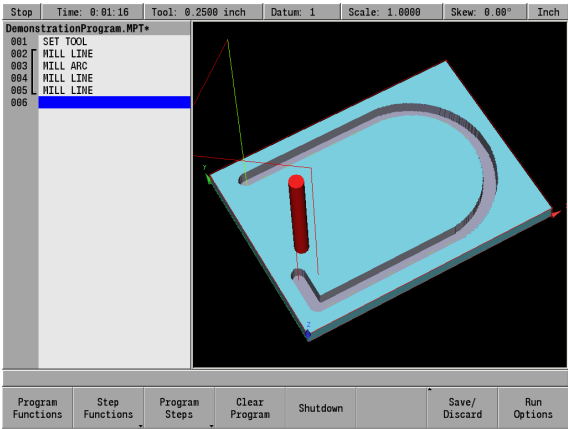 Stop Time: 0:01:16 Tool: 0.2500 inch Datum: 1 Scale: 1.0000 Skew: 0.00° Inch
DemonstrationProgram.MPT*
001 SET TOOL
002 MILL LINE
003 MILL ARC
004 MILL LINE
005 MILL LINE
006
Y
Z
Program Functions
Step Functions
Program Steps
Clear Program
Shutdown
Save/ Discard
Run Options